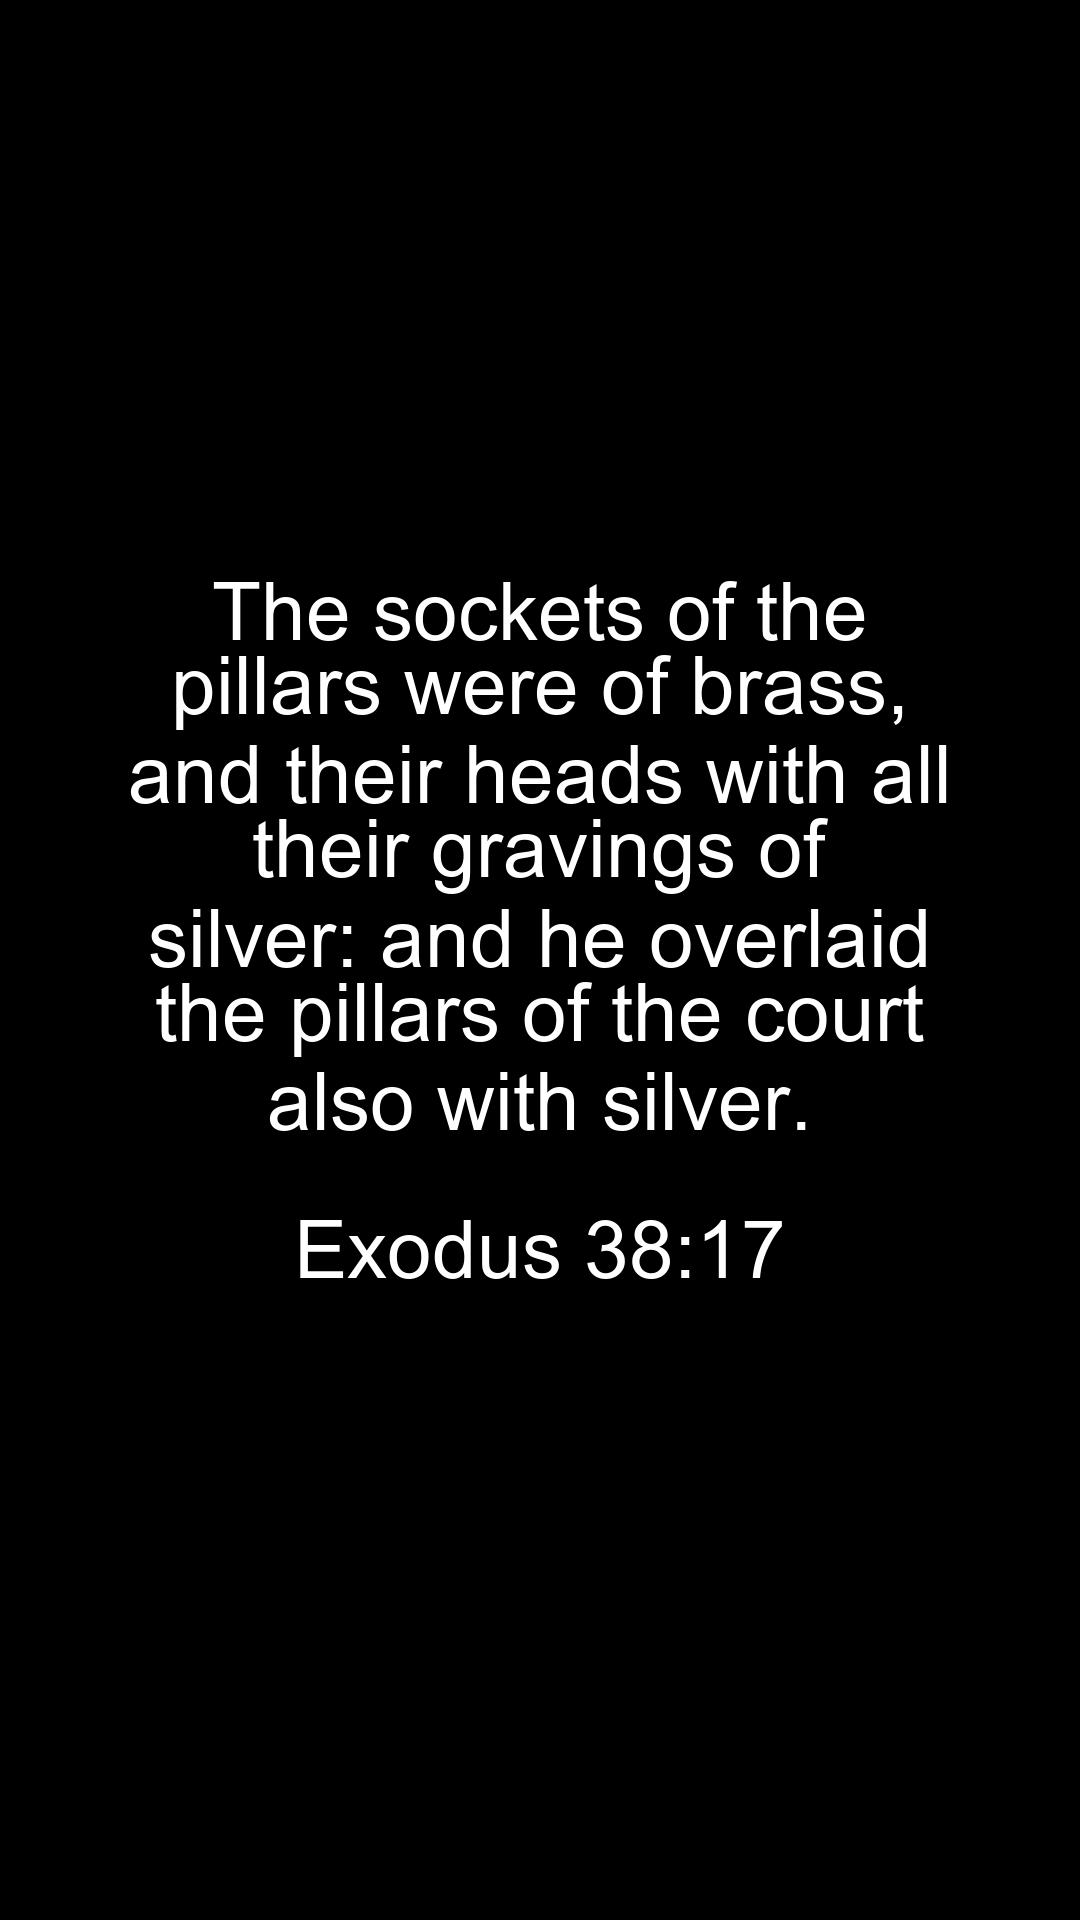 The sockets of the
pillars were of brass,
and their heads with all
their gravings of
silver: and he overlaid
the pillars of the court
also with silver.
Exodus 38:17